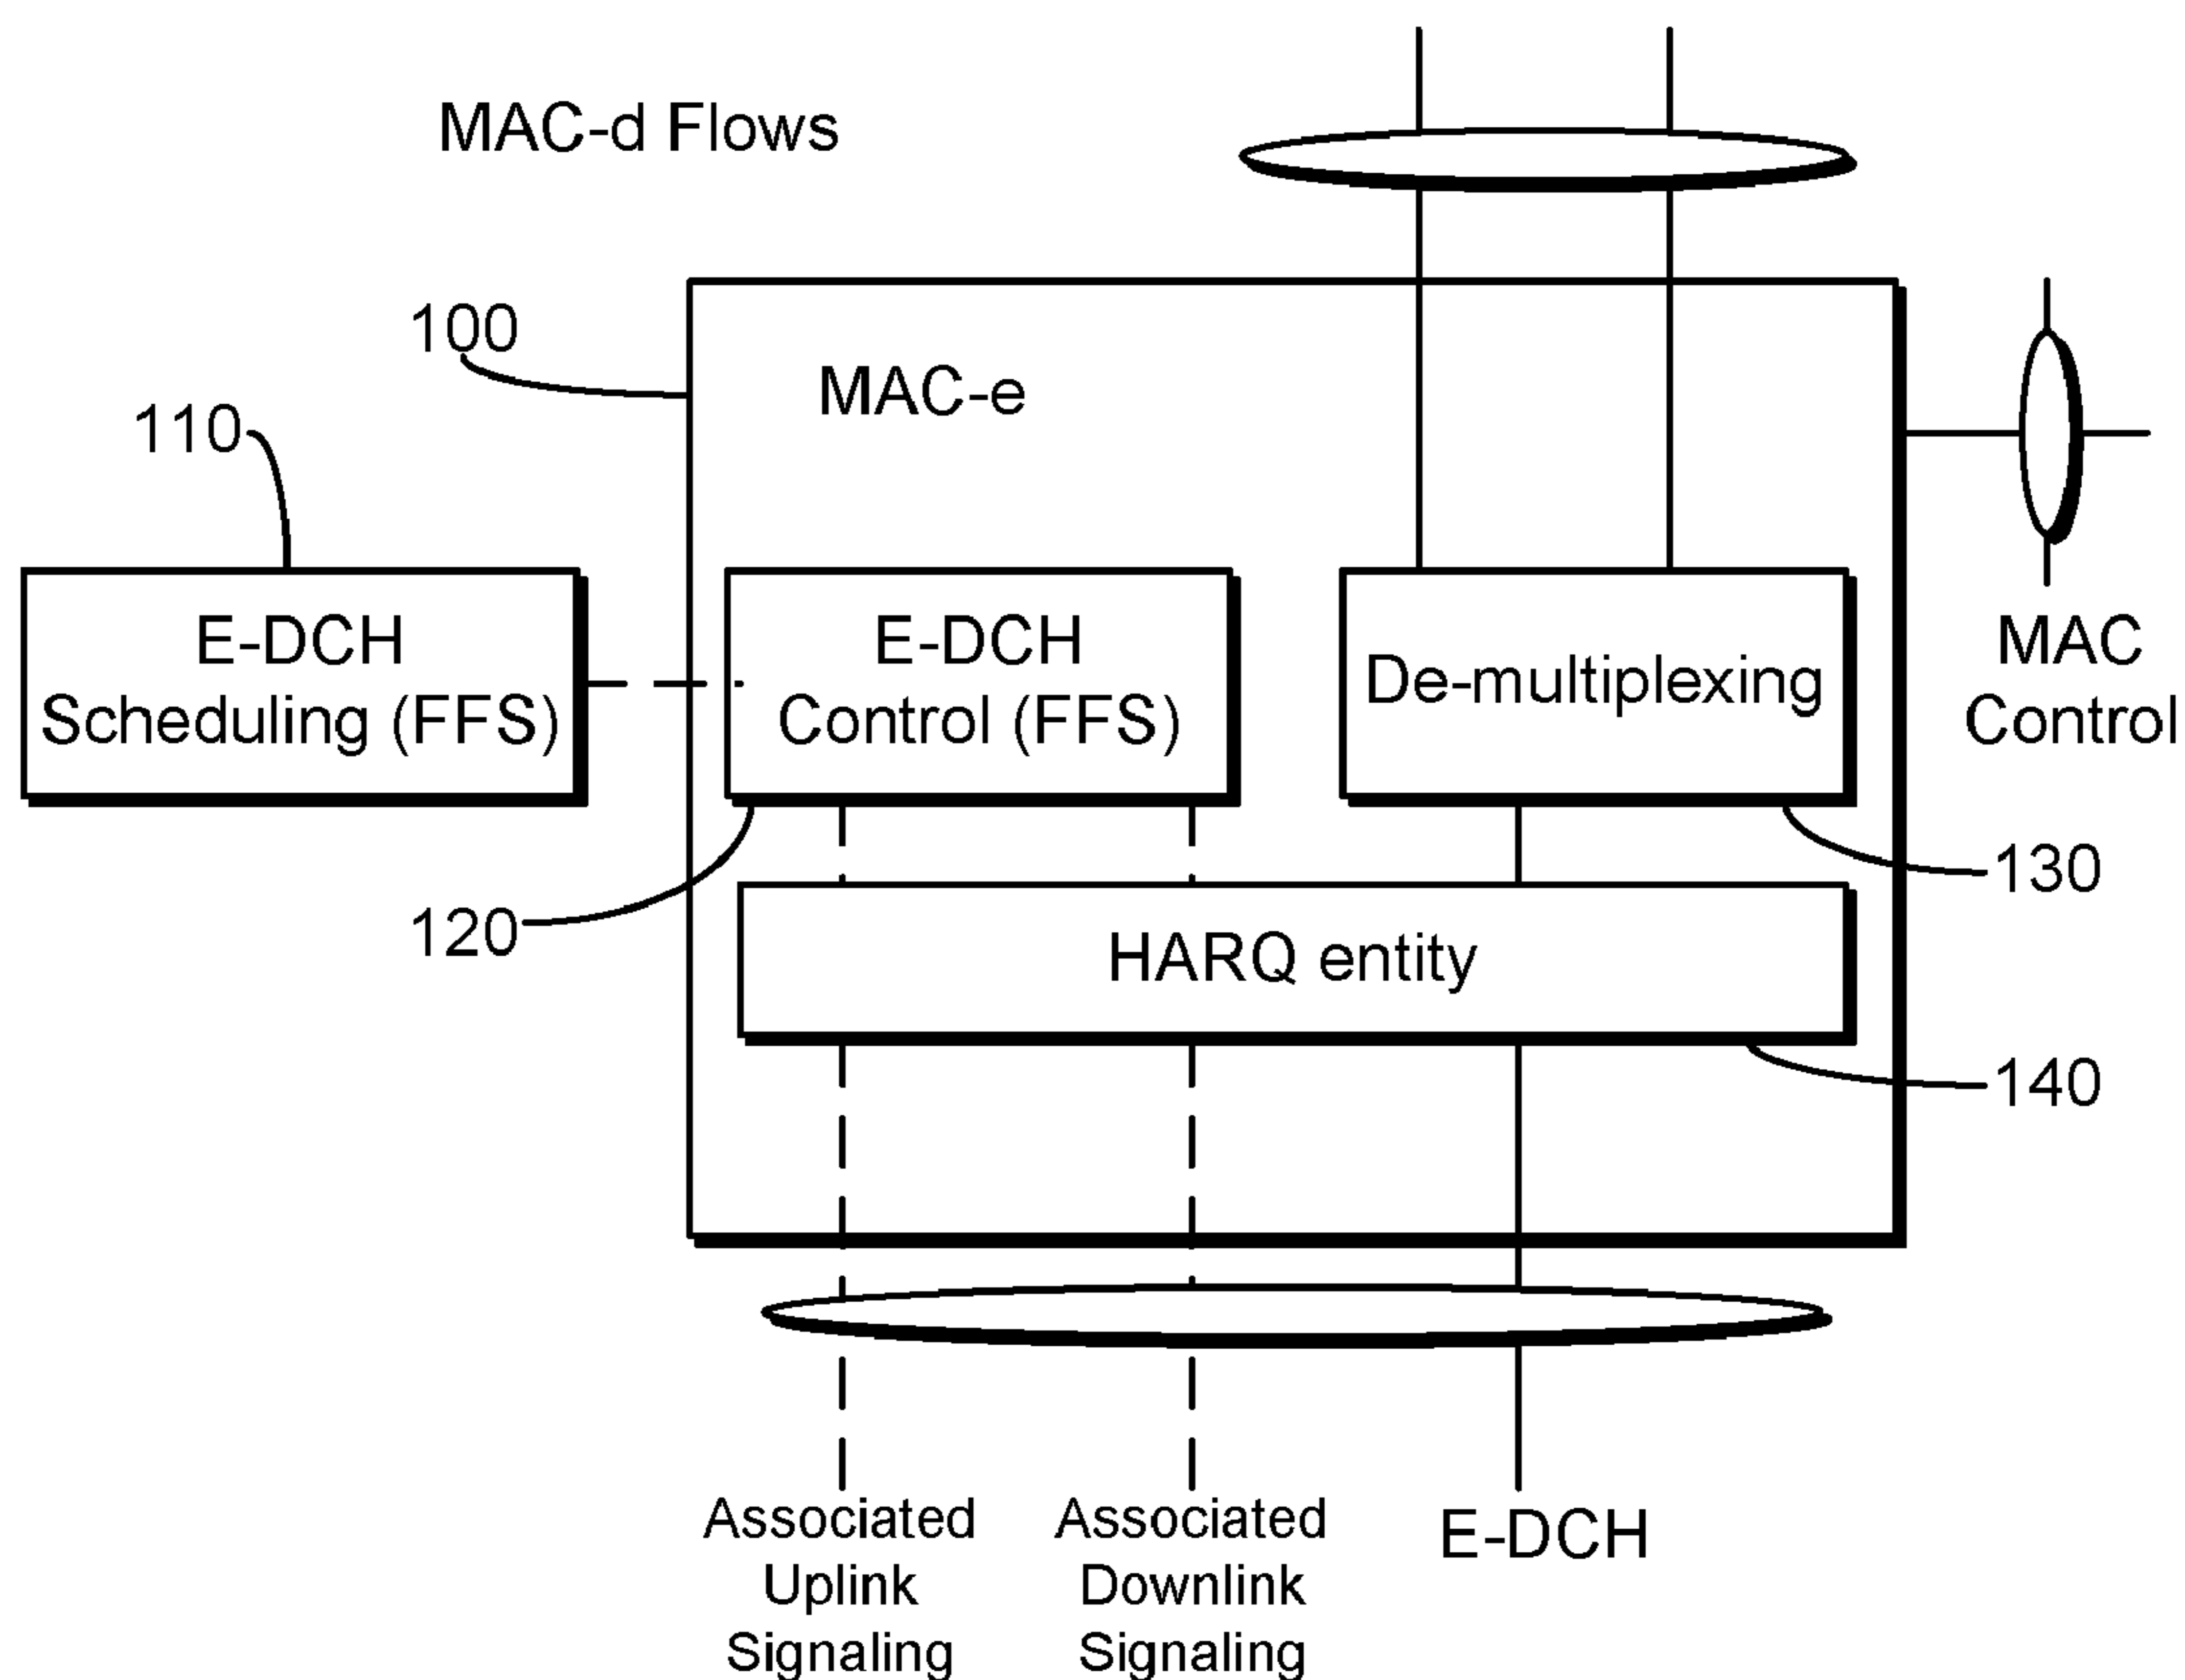 MAC-d Flows
100
MAC-e
110
E-DCH
Scheduling (FFS)
E-DCH
Control (FFS)
De-multiplexing
MAC
Control
130
120
HARQ entity
140
Associated
Uplink
Signaling
Associated
Downlink
Signaling
E-DCH